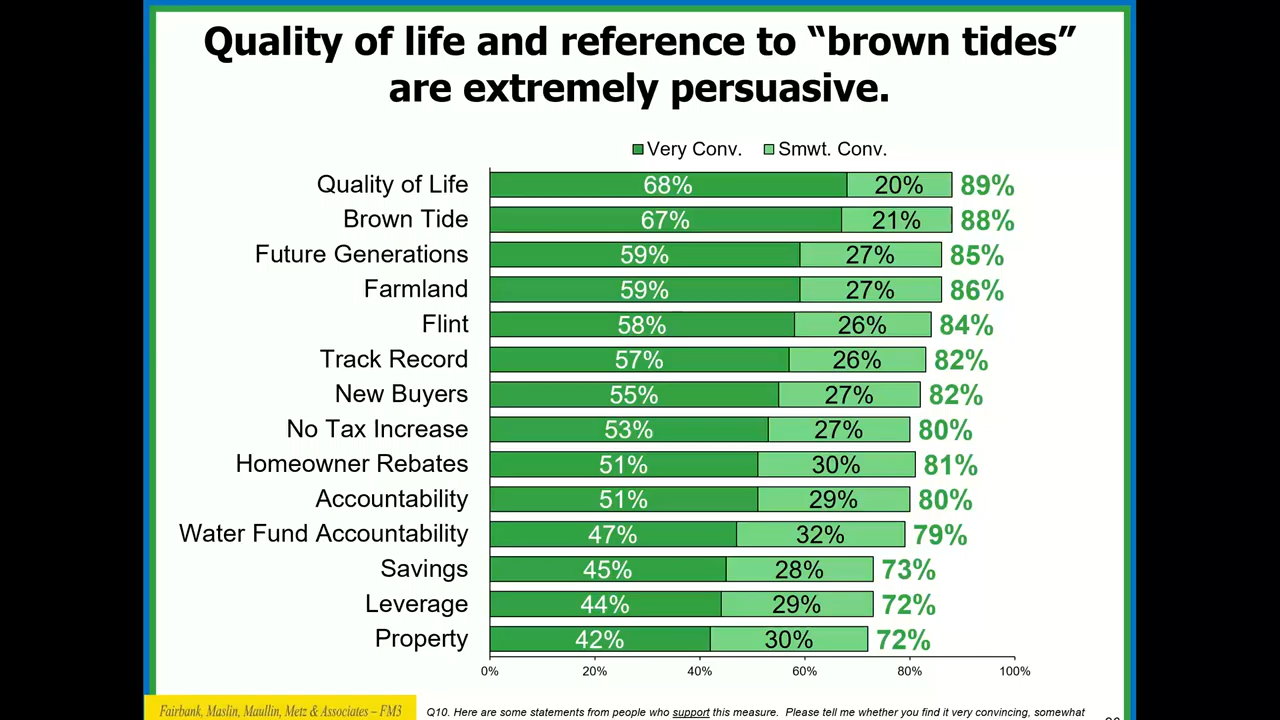 Quality of life and reference to “brown tides”
are extremely persuasive.
Very Conv. Smwt. Conv.
Quality of Life 68% 20% 89%
Brown Tide 67% 21% 88%
Future Generations 59% 27% 85%
Farmland 59% 27% 86%
Flint 58% 26% 84%
Track Record 57% 26% 82%
New Buyers 55% 27% 82%
No Tax Increase 53% 27% 80%
Homeowner Rebates 51% 30% 81%
Accountability 51% 29% 80%
Water Fund Accountability 47% 32% 79%
Savings 45% 28% 73%
Leverage 44% 29% 72%
Property 42% 30% 72%
0% 20% 40% 60% 80% 100%
Fairbank, Maslin, Maullin, Metz & Associates – FM3
Q10. Here are some statements from people who support this measure. Please tell me whether you find it very convincing, somewhat